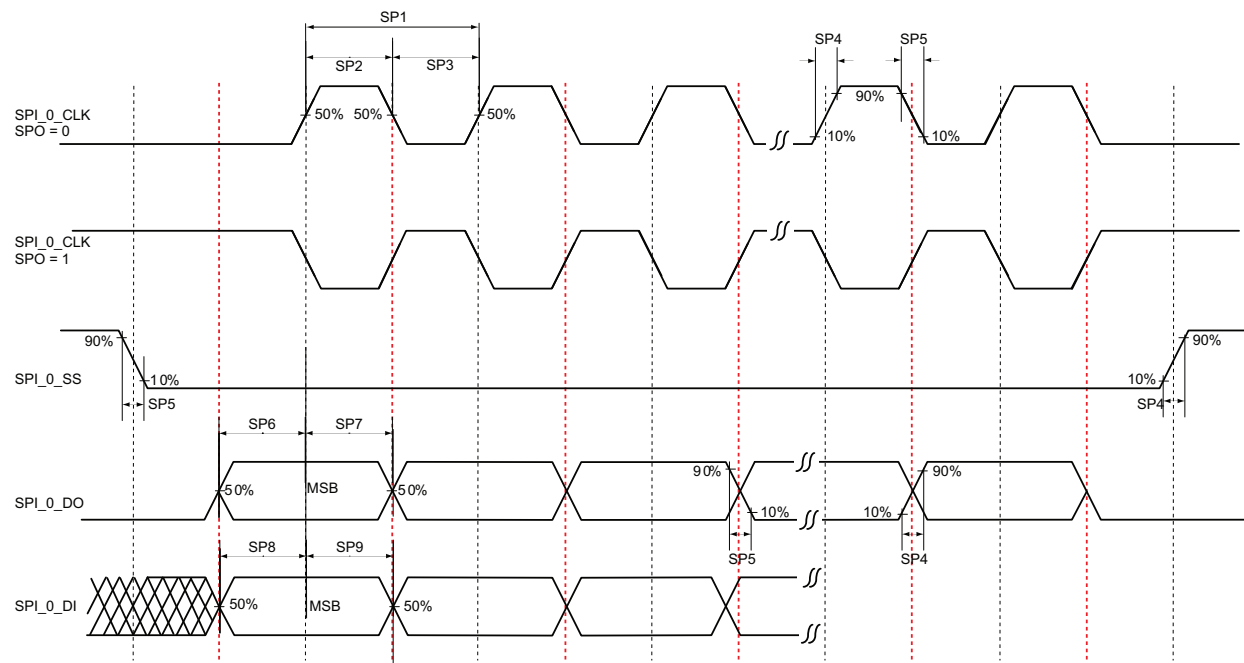 SP1
SP4 SP5
SP2 SP3
SPI_0_CLK
SPO = 0
50% 50% 50% 90%
10% 10%
SPI_0_CLK
SPO = 1
90% 90%
SPI_0_SS
10% 10%
SP5 SP4
SP6 SP7
90% 90%
50% MSB 50%
SPI_0_DO
10% 10%
SP5 SP4
SP8 SP9
SPI_0_DI
50% MSB 50%